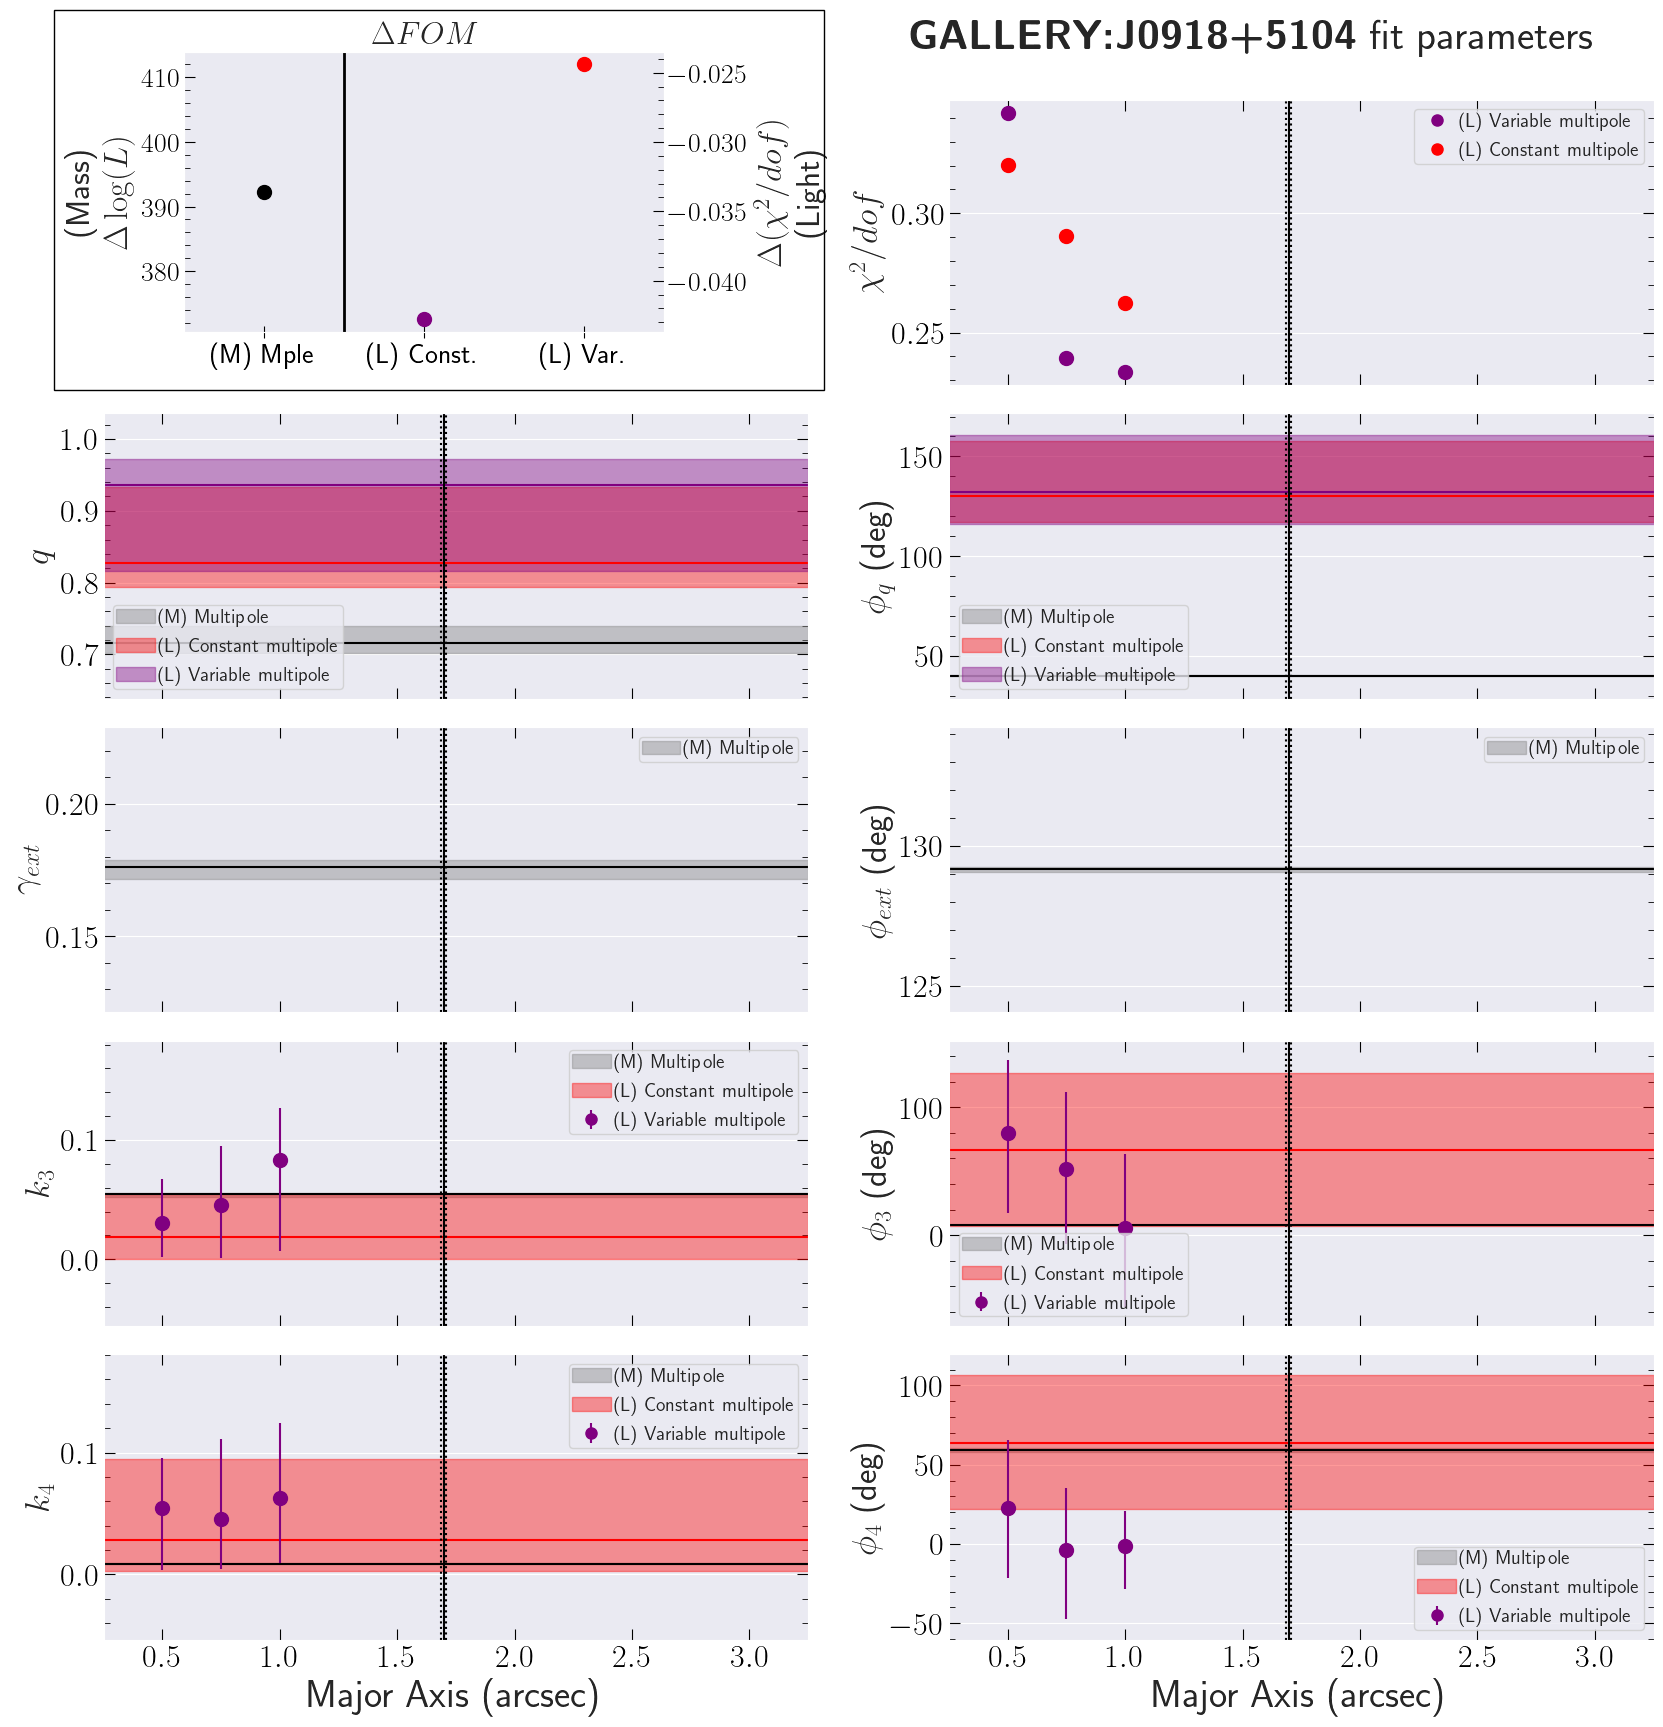 ΔFOM
GALLERY:J0918+5104 fit parameters
(Mass)
Δ log(L)
410
400
390
380
−0.025
−0.030
−0.035
−0.040
Δ(χ²/dof)
(Light)
(M) Mple
(L) Const.
(L) Var.
χ²/dof
0.30
0.25
(L) Variable multipole
(L) Constant multipole
q
1.0
0.9
0.8
0.7
(M) Multipole
(L) Constant multipole
(L) Variable multipole
ϕ_q (deg)
150
100
50
(M) Multipole
(L) Constant multipole
(L) Variable multipole
γ_ext
0.20
0.15
(M) Multipole
ϕ_ext (deg)
130
125
(M) Multipole
k₃
0.1
0.0
(M) Multipole
(L) Constant multipole
(L) Variable multipole
ϕ₃ (deg)
100
0
(M) Multipole
(L) Constant multipole
(L) Variable multipole
k₄
0.1
0.0
(M) Multipole
(L) Constant multipole
(L) Variable multipole
0.5 1.0 1.5 2.0 2.5 3.0
Major Axis (arcsec)
ϕ₄ (deg)
100
50
0
−50
(M) Multipole
(L) Constant multipole
(L) Variable multipole
0.5 1.0 1.5 2.0 2.5 3.0
Major Axis (arcsec)